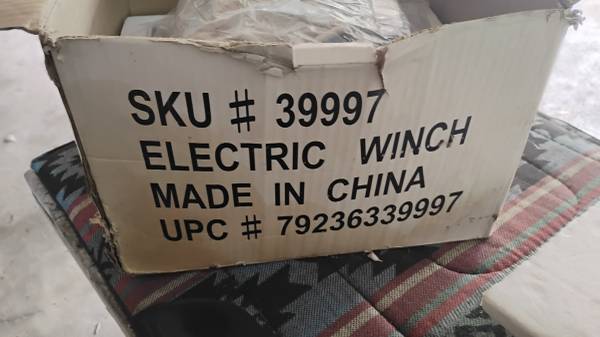 SKU # 39997
ELECTRIC WINCH
MADE IN CHINA
UPC # 79236339997